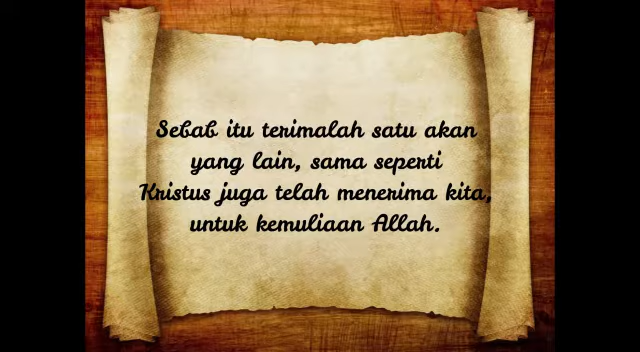 Sebab itu terimalah satu akan
yang lain, sama seperti
Kristus juga telah menerima kita,
untuk kemuliaan Allah.